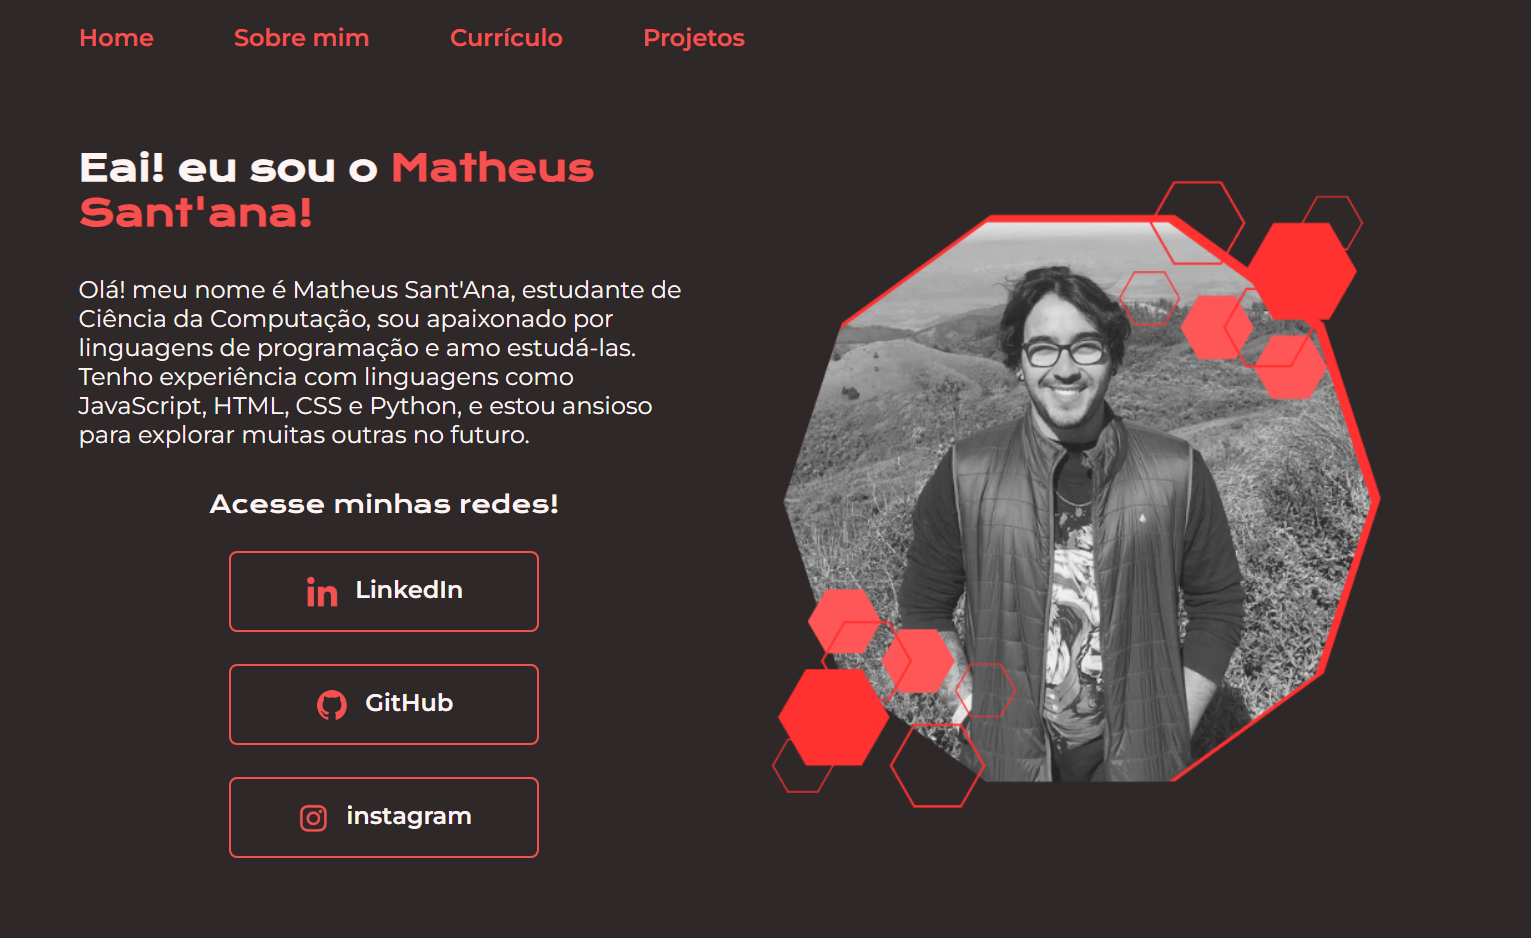 Home Sobre mim Currículo Projetos
Eai! eu sou o Matheus
Sant'ana!
Olá! meu nome é Matheus Sant'Ana, estudante de
Ciência da Computação, sou apaixonado por
linguagens de programação e amo estudá-las.
Tenho experiência com linguagens como
JavaScript, HTML, CSS e Python, e estou ansioso
para explorar muitas outras no futuro.
Acesse minhas redes!
LinkedIn
GitHub
instagram